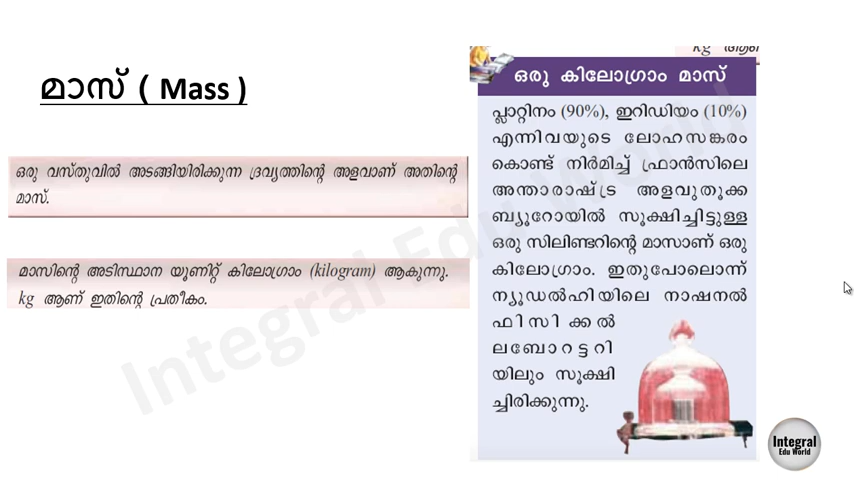 മാസ് ( Mass )
ഒരു വസ്തുവിൽ അടങ്ങിയിരിക്കുന്ന ദ്രവ്യത്തിന്റെ അളവാണ് അതിന്റെ
മാസ്.
മാസിന്റെ അടിസ്ഥാന യൂണിറ്റ് കിലോഗ്രാം (kilogram) ആകുന്നു.
kg ആണ് ഇതിന്റെ പ്രതീകം.
kg ആണ്
ഒരു കിലോഗ്രാം മാസ്
പ്ലാറ്റിനം (90%), ഇറിഡിയം (10%)
എന്നിവയുടെ ലോഹസങ്കരം
കൊണ്ട് നിർമിച്ച് ഫ്രാൻസിലെ
അന്താരാഷ്ട്ര അളവുതൂക്ക
ബ്യൂറോയിൽ സൂക്ഷിച്ചിട്ടുള്ള
ഒരു സിലിണ്ടറിന്റെ മാസാണ് ഒരു
കിലോഗ്രാം. ഇതുപോലൊന്ന്
ന്യൂഡൽഹിയിലെ നാഷനൽ
ഫിസിക്കൽ
ലബോറട്ടറി
യിലും സൂക്ഷി
ച്ചിരിക്കുന്നു.
Integral Edu World
Integral
Edu World